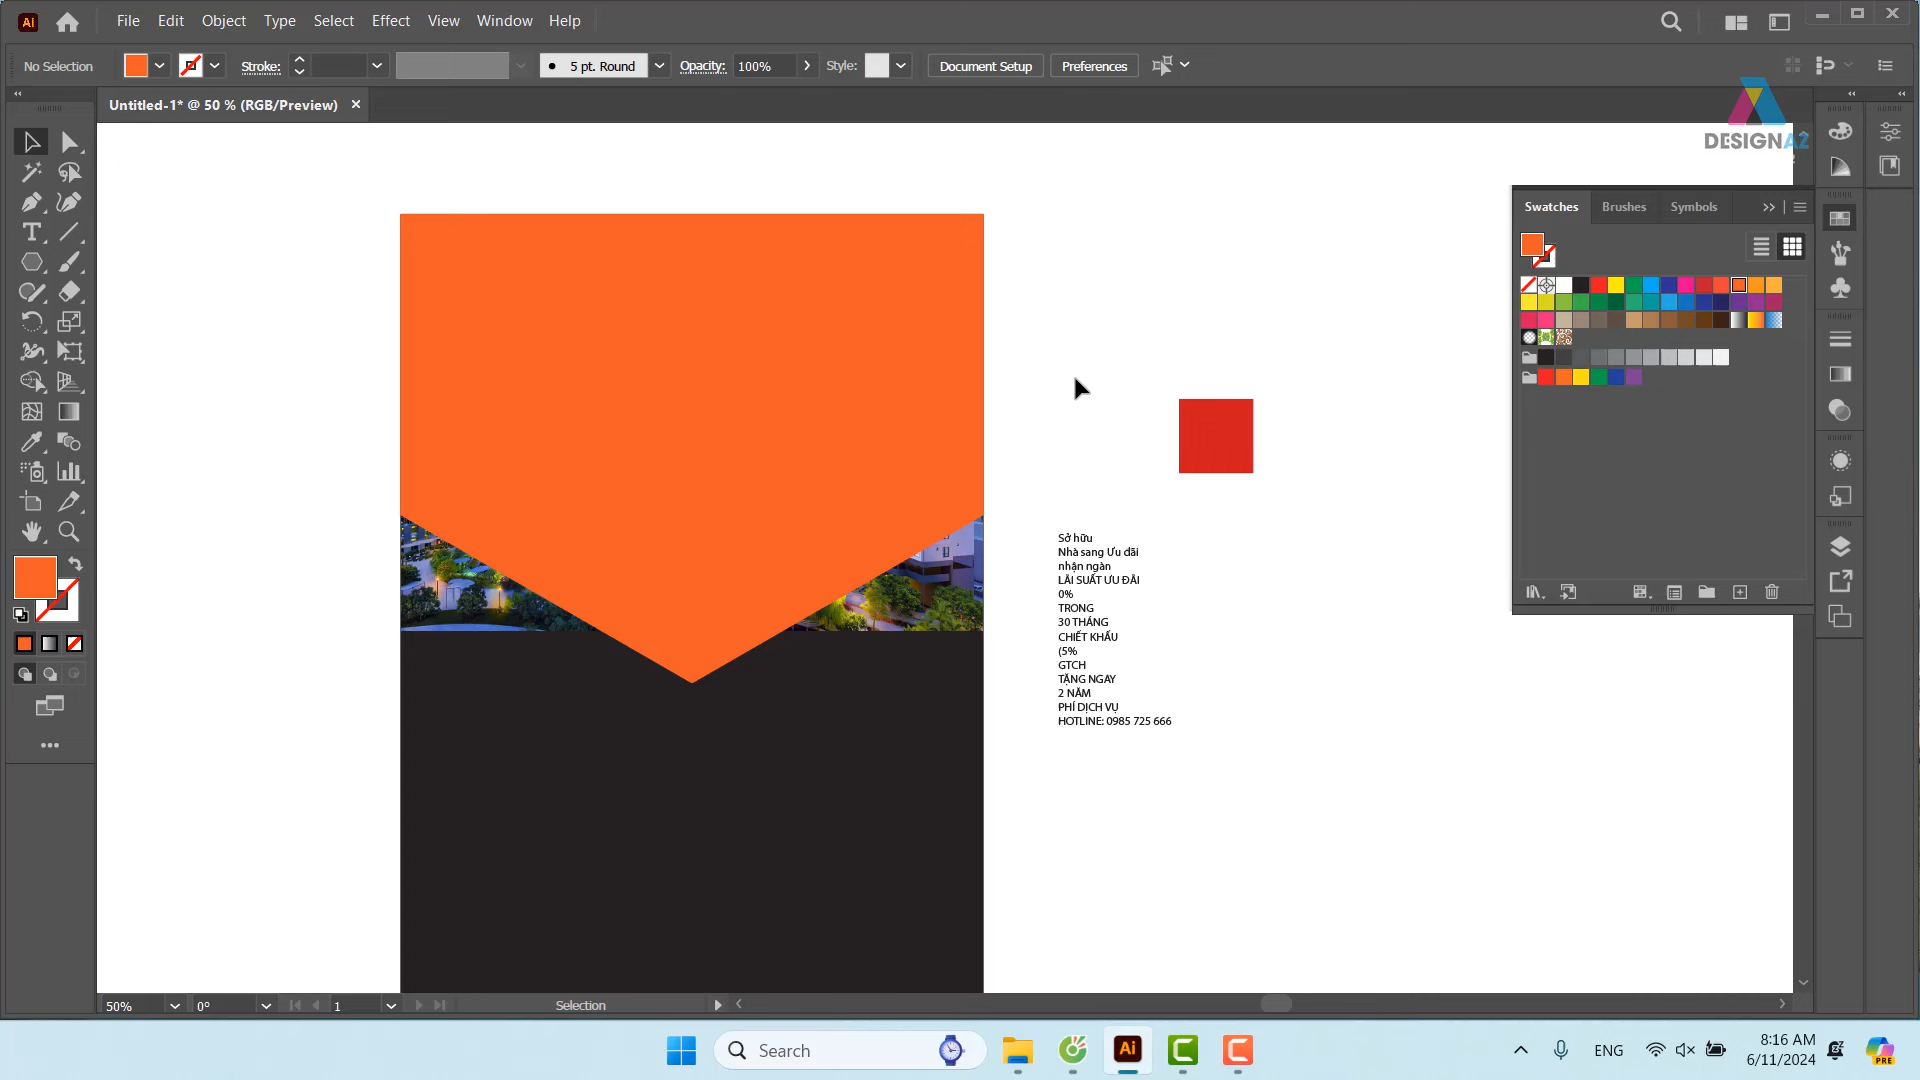 Ai
File Edit Object Type Select Effect View Window Help
No Selection
Stroke:
5 pt. Round
Opacity:
100%
Style:
Document Setup
Preferences
Untitled-1* @ 50 % (RGB/Preview)
DESIGNA2
Swatches
Brushes
Symbols
Sở hữu
Nhà sang Ưu đãi
nhận ngàn
LÃI SUẤT ƯU ĐÃI
0%
TRONG
30 THÁNG
CHIẾT KHẤU
(5%
GTCH
TẶNG NGAY
2 NĂM
PHÍ DỊCH VỤ
HOTLINE: 0985 725 666
50%
0°
1
Selection
Search
Ai
ENG
8:16 AM
6/11/2024
PRE